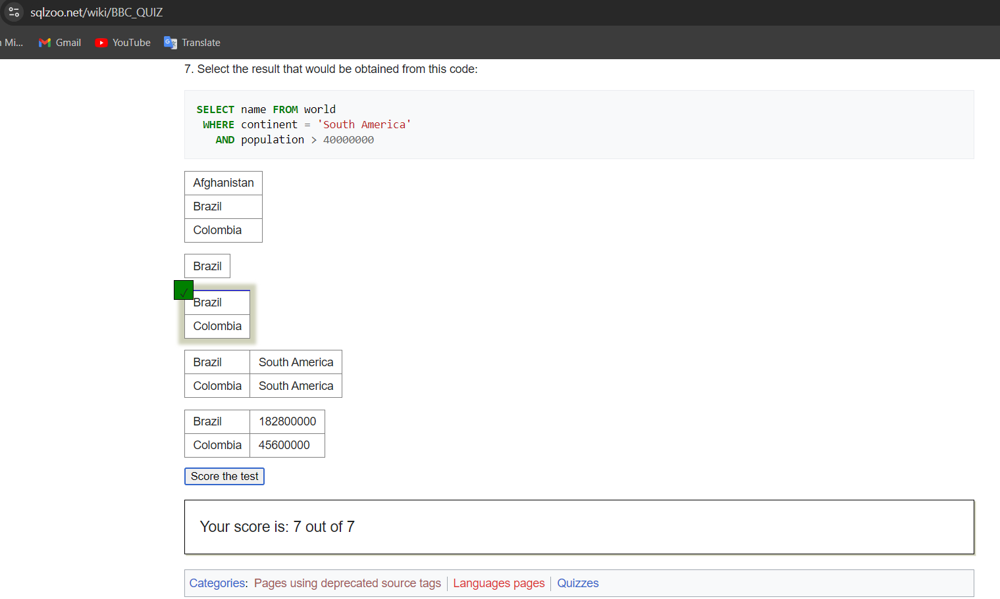 sqlzoo.net/wiki/BBC_QUIZ
Mi... Gmail YouTube Translate
7. Select the result that would be obtained from this code:
SELECT name FROM world
WHERE continent = 'South America'
AND population > 40000000
Afghanistan
Brazil
Colombia
Brazil
Brazil
Colombia
Brazil South America
Colombia South America
Brazil 182800000
Colombia 45600000
Score the test
Your score is: 7 out of 7
Categories: Pages using deprecated source tags Languages pages Quizzes